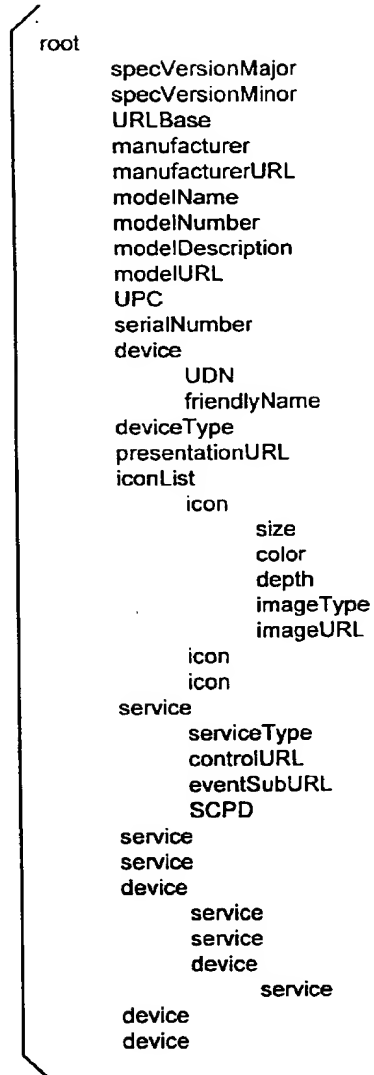 root
specVersionMajor
specVersionMinor
URLBase
manufacturer
manufacturerURL
modelName
modelNumber
modelDescription
modelURL
UPC
serialNumber
device
UDN
friendlyName
deviceType
presentationURL
iconList
icon
size
color
depth
imageType
imageURL
icon
icon
service
serviceType
controlURL
eventSubURL
SCPD
service
service
device
service
service
device
service
device
device